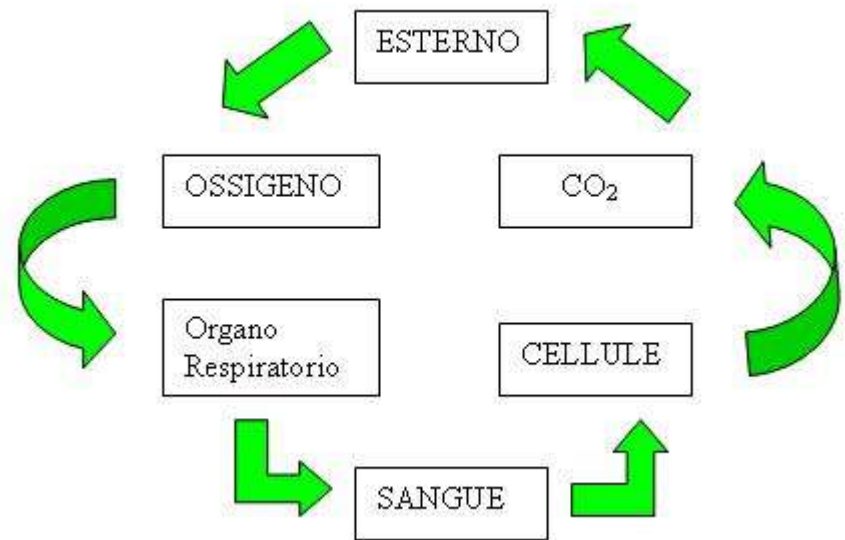 ESTERNO
OSSIGENO
CO₂
Organo
Respiratorio
CELLULE
SANGUE